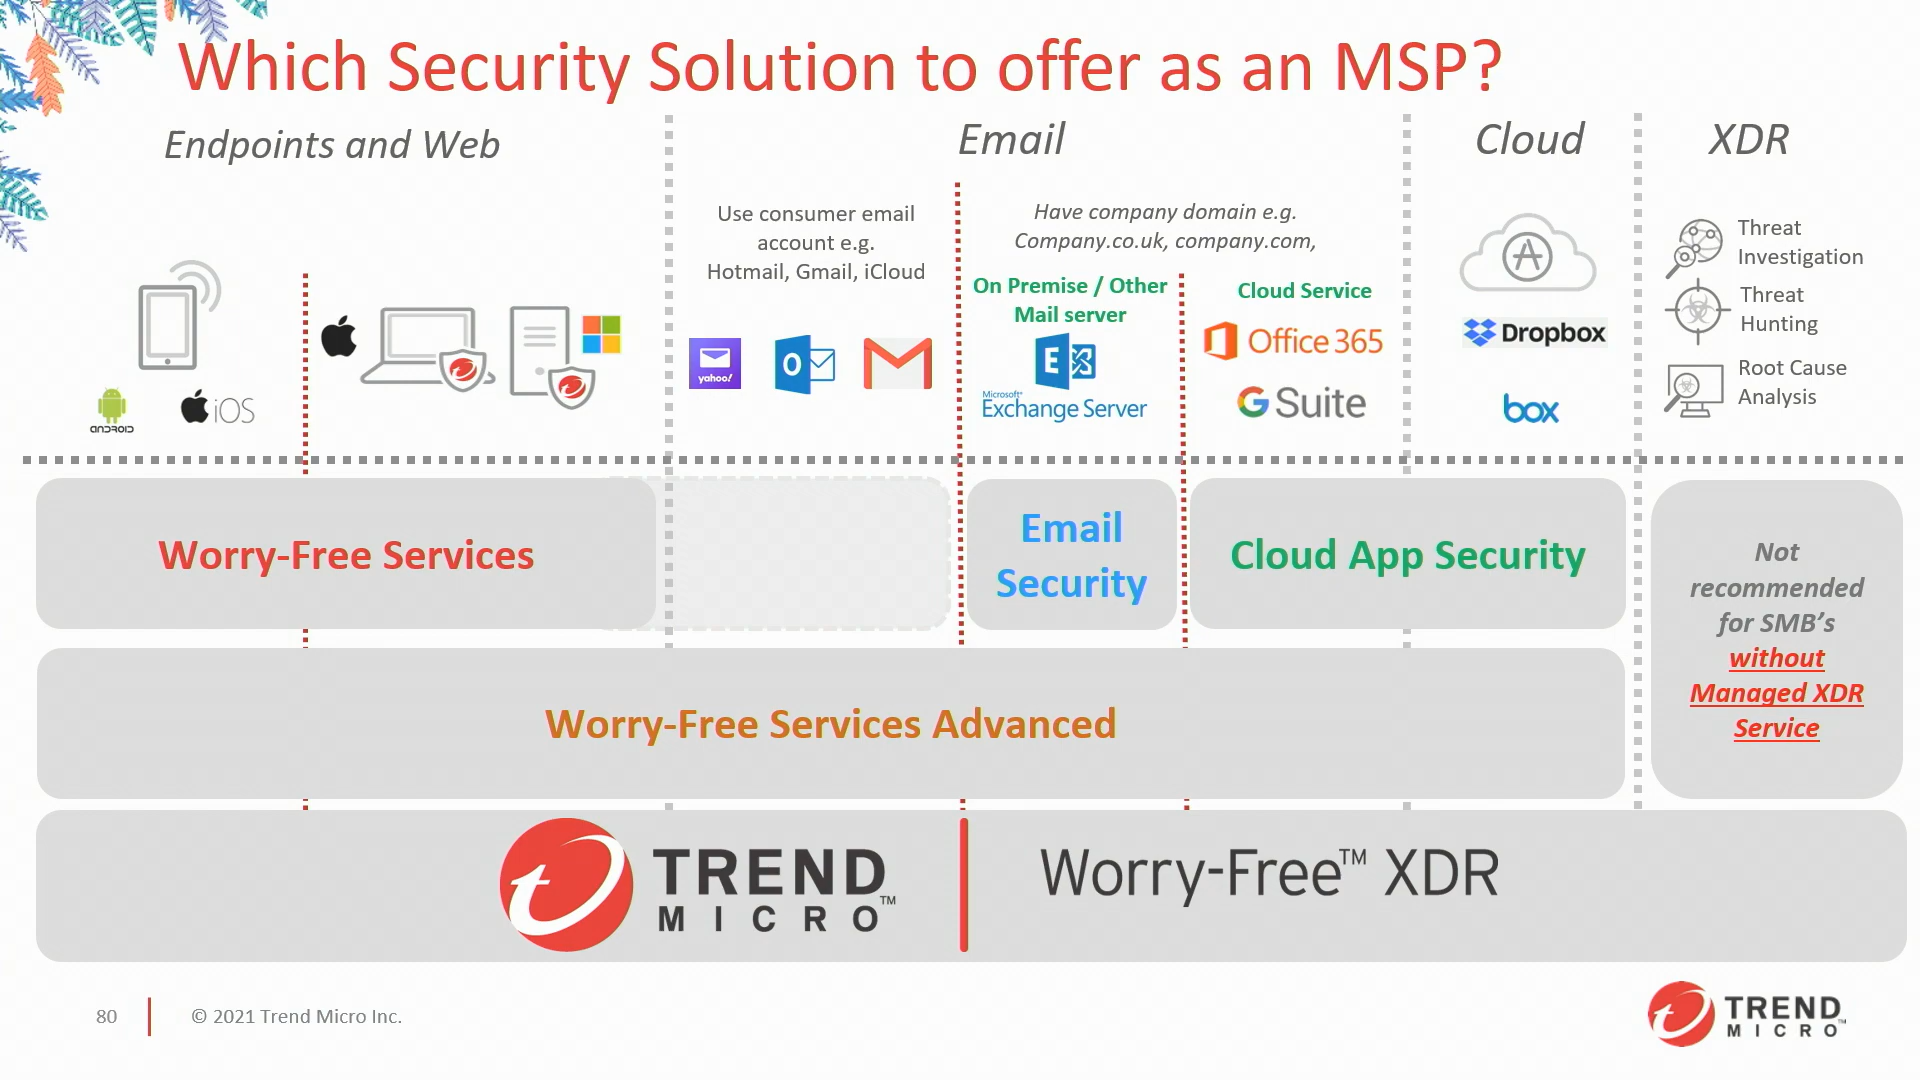 Which Security Solution to offer as an MSP?
Endpoints and Web
Email
Cloud
XDR
Use consumer email
account e.g.
Hotmail, Gmail, iCloud
Have company domain e.g.
Company.co.uk, company.com,
On Premise / Other
Mail server
Cloud Service
ANDROID
iOS
yahoo!
O
E
Microsoft®
Exchange Server
Office 365
G Suite
Dropbox
box
Threat
Investigation
Threat
Hunting
Root Cause
Analysis
Worry-Free Services
Email
Security
Cloud App Security
Not
recommended
for SMB’s
without
Managed XDR
Service
Worry-Free Services Advanced
TREND
MICRO™
Worry-Free™ XDR
80
© 2021 Trend Micro Inc.
TREND
MICRO™